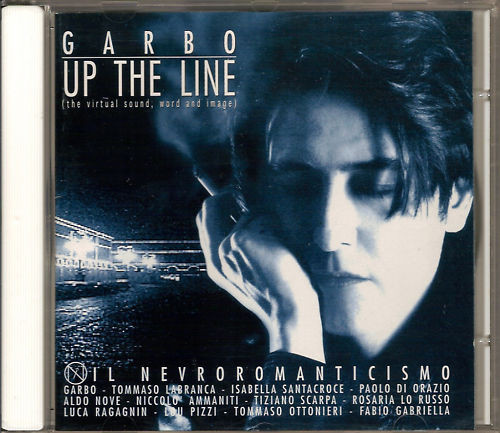 GARBO
UP THE LINE
(the virtual sound, word and image)
IL NEVROROMANTICISMO
GARBO - TOMMASO LABRANCA - ISABELLA SANTACROCE - PAOLO DI ORAZIO
ALDO NOVE - NICCOLO' AMMANITI - TIZIANO SCARPA - ROSARIA LO RUSSO
LUCA RAGAGNIN - LOU PIZZI - TOMMASO OTTONIERI - FABIO GABRIELLA